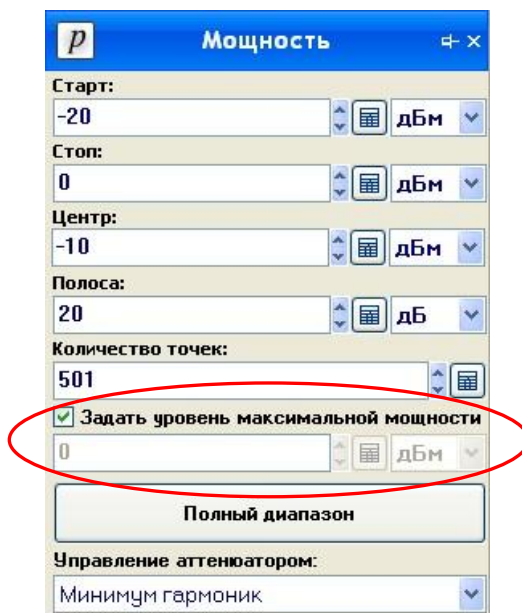 p Мощность
Старт:
-20 дБм
Стоп:
0 дБм
Центр:
-10 дБм
Полоса:
20 дБ
Количество точек:
501
Задать уровень максимальной мощности
0 дБм
Полный диапазон
Управление аттенюатором:
Минимум гармоник